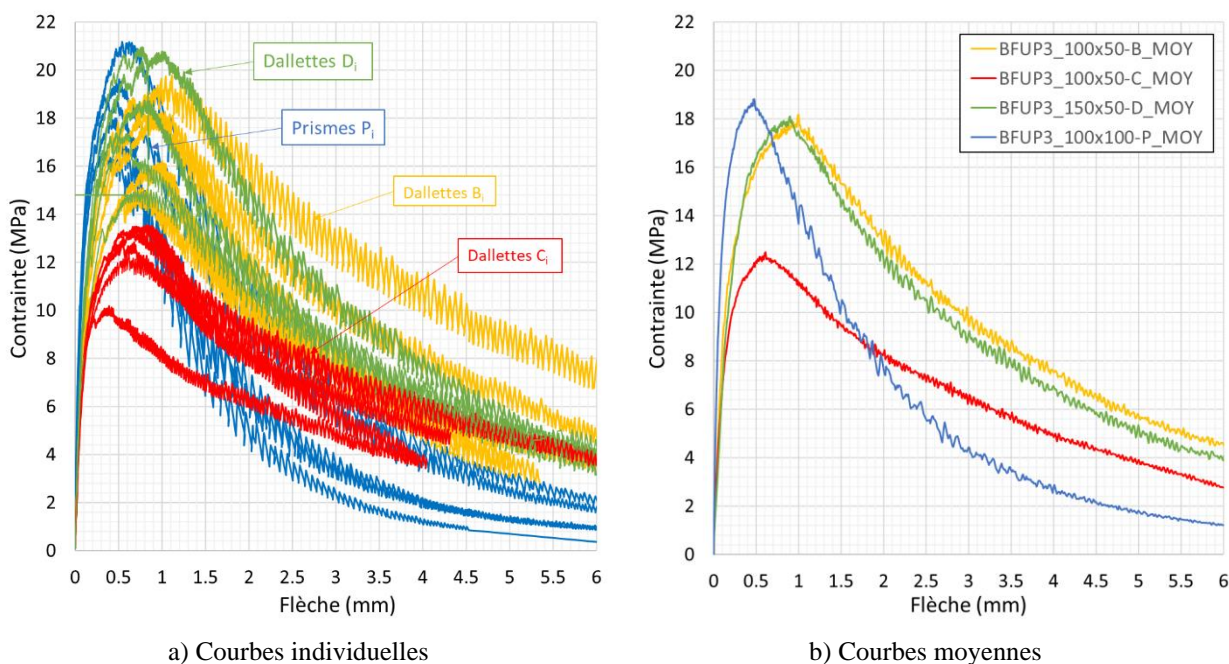 22
20
18
16
14
12
10
8
6
4
2
0
Contrainte (MPa)
0 0.5 1 1.5 2 2.5 3 3.5 4 4.5 5 5.5 6
Flèche (mm)
Dallettes Di
Prismes Pi
Dallettes Bi
Dallettes Ci
a) Courbes individuelles
22
20
18
16
14
12
10
8
6
4
2
0
Contrainte (MPa)
0 0.5 1 1.5 2 2.5 3 3.5 4 4.5 5 5.5 6
Flèche (mm)
BFUP3_100x50-B_MOY
BFUP3_100x50-C_MOY
BFUP3_150x50-D_MOY
BFUP3_100x100-P_MOY
b) Courbes moyennes